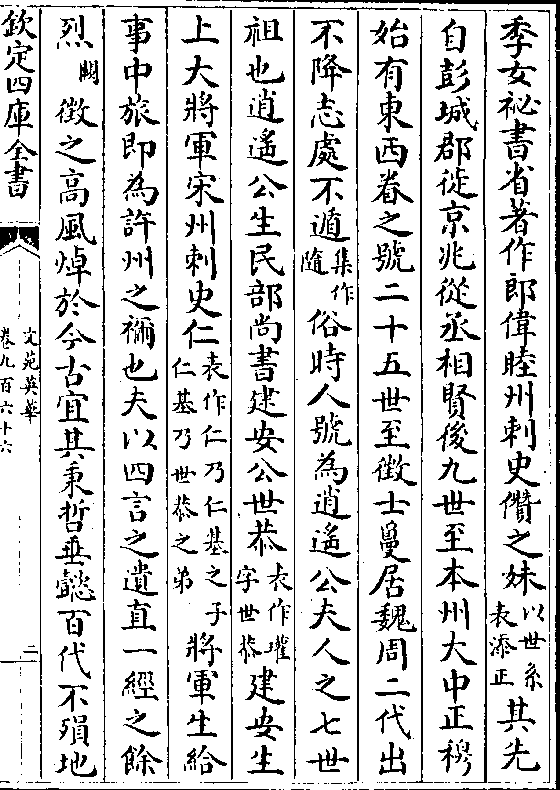 季女祕書省著作郎偉睦州刺史儹之妹以世系表添正其先
自彭城郡徙京兆從丞相賢後九世至本州大中正穆
始有東西眷之號二十五世至徵士敻居魏周二代出
不降志處不遁集作隨俗時人號為逍遙公夫人之七世
祖也逍遙公生民部尚書建安公世恭表作瓘字世恭建安生
上大將軍宋州刺史仁表作仁乃仁基之子仁基乃世恭之弟將軍生給
事中旅即為許州之禰也夫以四言之遺直一經之餘
烈闕徵之高風焯於今古宜其秉哲垂懿百代不殞地
欽定四庫全書
文苑英華
卷九百六十六
二